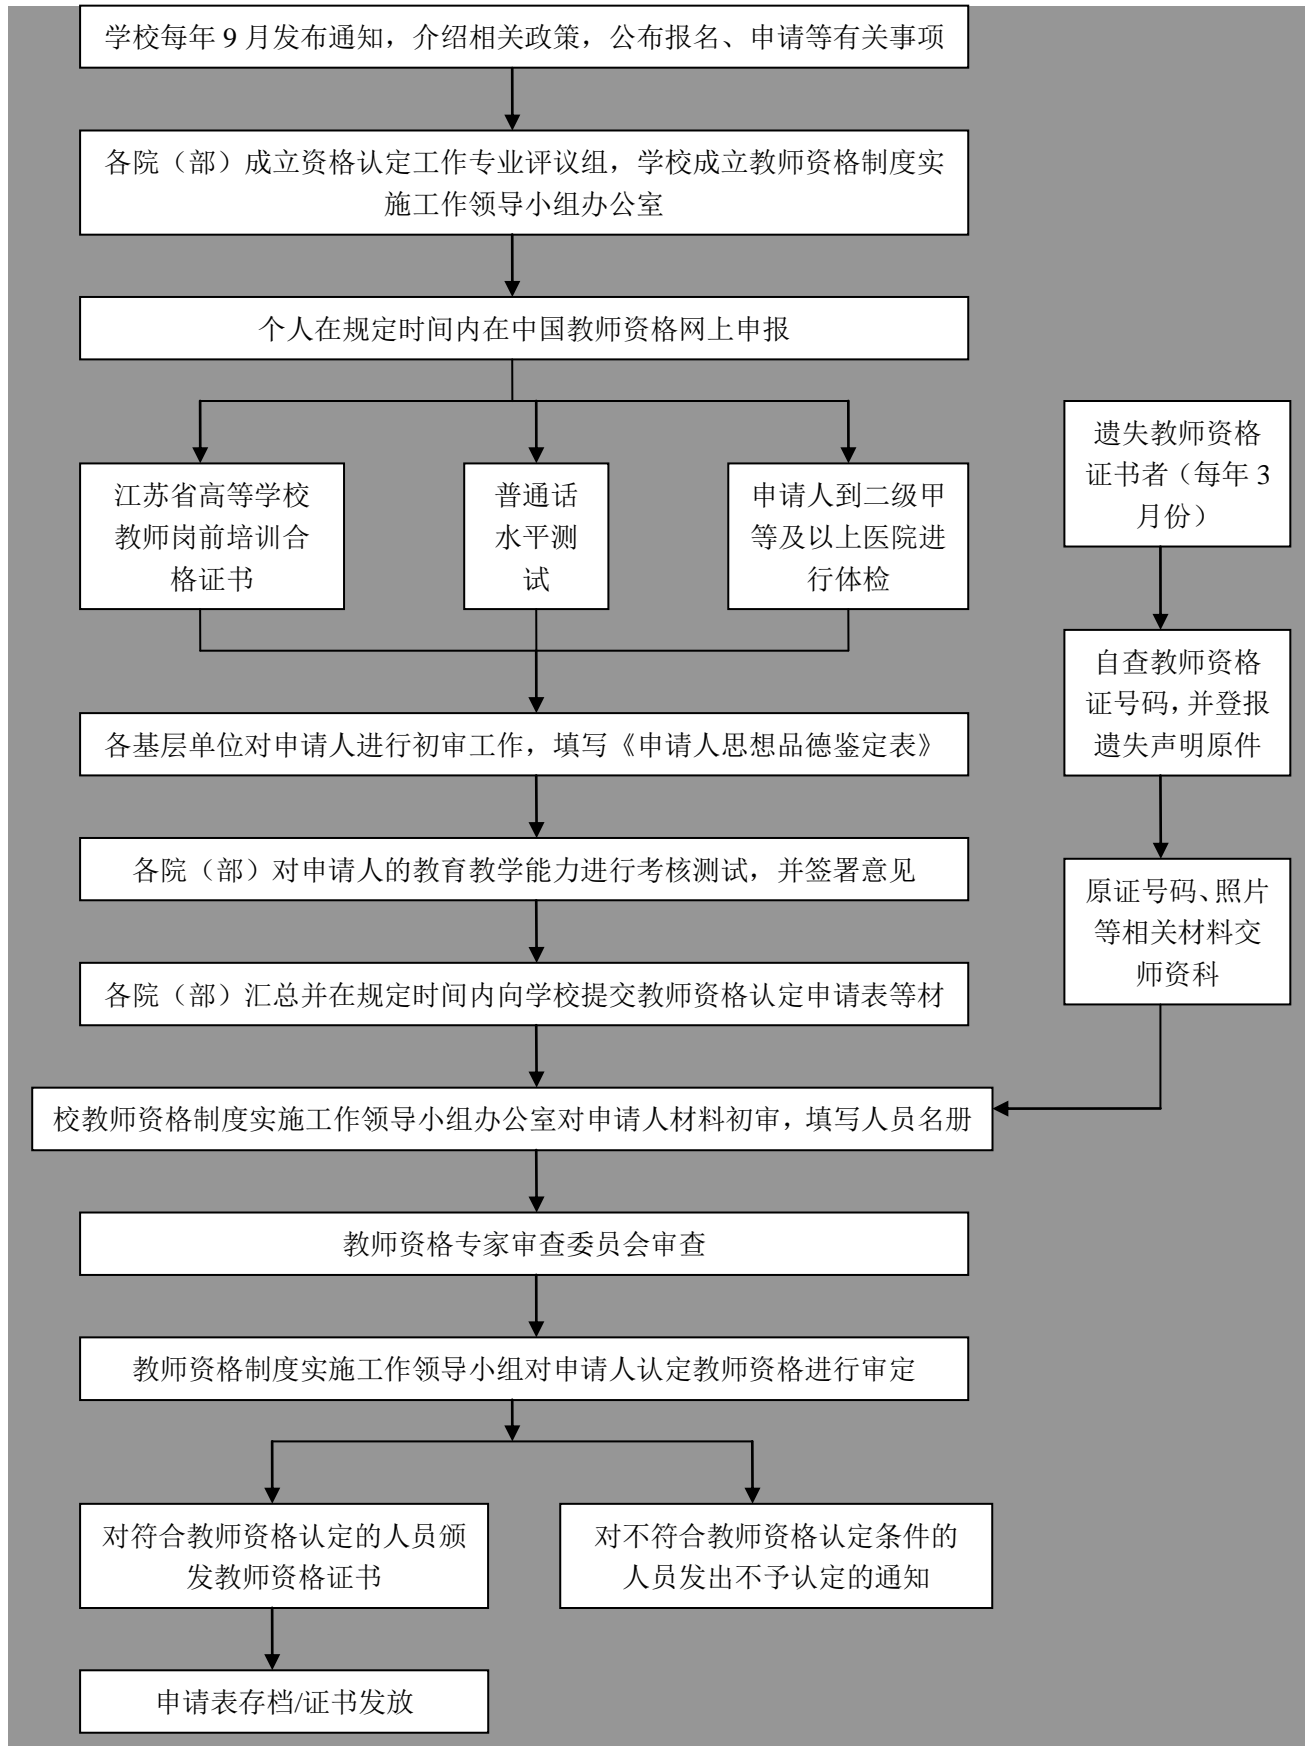 学校每年 9 月发布通知，介绍相关政策，公布报名、申请等有关事项
各院（部）成立资格认定工作专业评议组，学校成立教师资格制度实
施工作领导小组办公室
个人在规定时间内在中国教师资格网上申报
江苏省高等学校
教师岗前培训合
格证书
普通话
水平测
试
申请人到二级甲
等及以上医院进
行体检
各基层单位对申请人进行初审工作，填写《申请人思想品德鉴定表》
各院（部）对申请人的教育教学能力进行考核测试，并签署意见
各院（部）汇总并在规定时间内向学校提交教师资格认定申请表等材
遗失教师资格
证书者（每年 3
月份）
自查教师资格
证号码，并登报
遗失声明原件
原证号码、照片
等相关材料交
师资科
校教师资格制度实施工作领导小组办公室对申请人材料初审，填写人员名册
教师资格专家审查委员会审查
教师资格制度实施工作领导小组对申请人认定教师资格进行审定
对符合教师资格认定的人员颁
发教师资格证书
对不符合教师资格认定条件的
人员发出不予认定的通知
申请表存档/证书发放